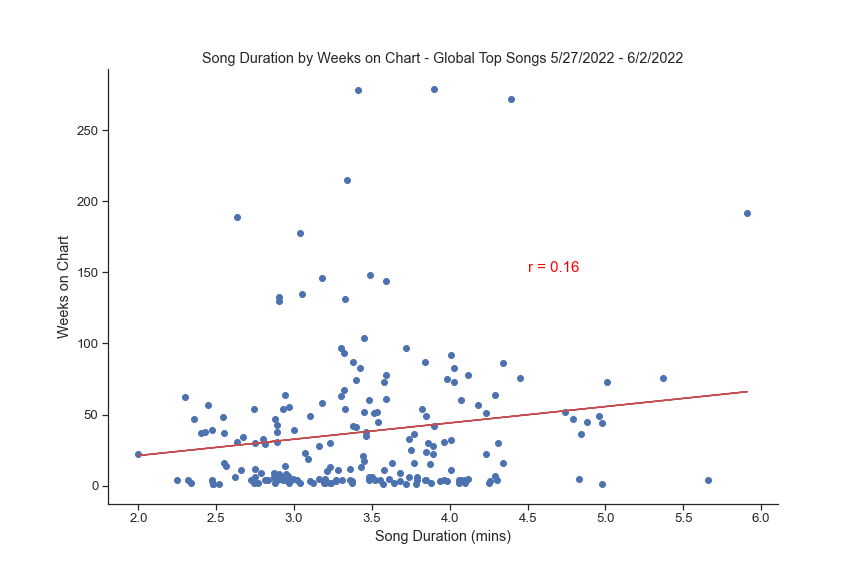 Song Duration by Weeks on Chart - Global Top Songs 5/27/2022 - 6/2/2022
250
200
r = 0.16
150
Weeks on Chart
100
50
0
2.0 2.5 3.0 3.5 4.0 4.5 5.0 5.5 6.0
Song Duration (mins)